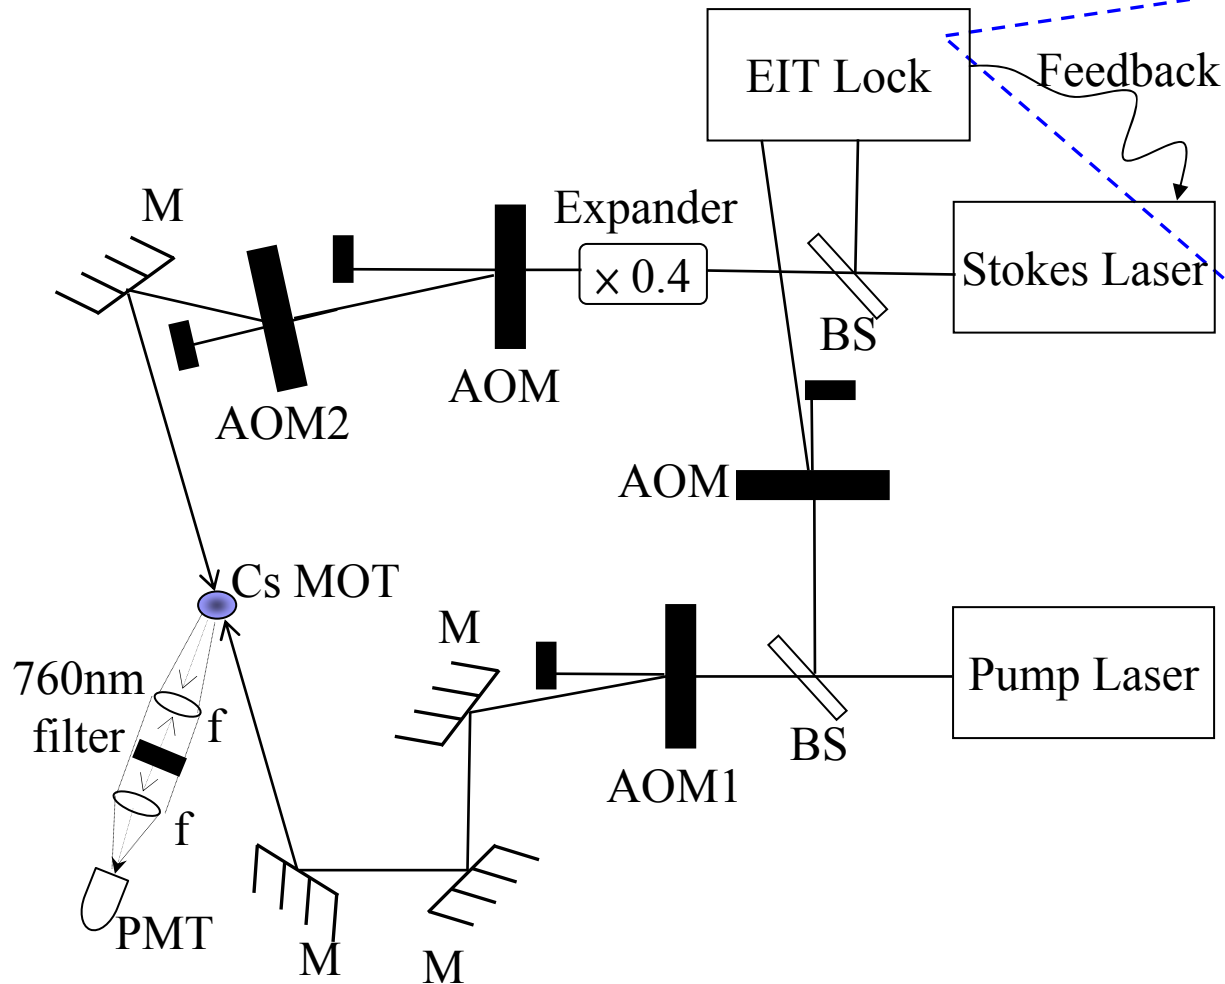 EIT Lock
Feedback
M
Expander
× 0.4
Stokes Laser
BS
AOM
AOM2
AOM
Cs MOT
M
760nm
filter
f
Pump Laser
BS
AOM1
f
PMT
M
M